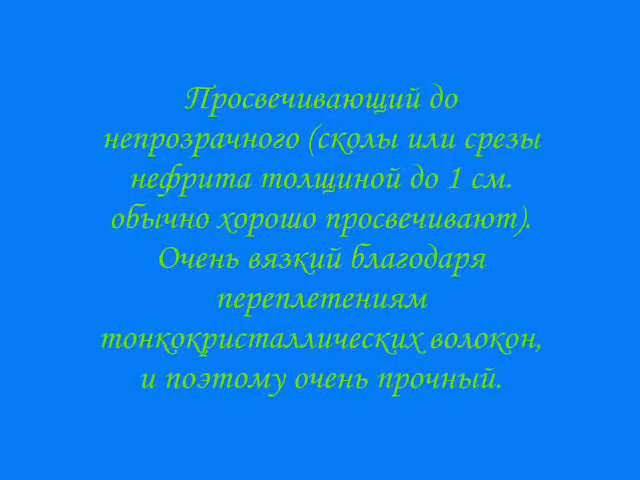 Просвечивающий до
непрозрачного (сколы или срезы
нефрита толщиной до 1 см.
обычно хорошо просвечивают).
Очень вязкий благодаря
переплетениям
тонкокристаллических волокон,
и поэтому очень прочный.